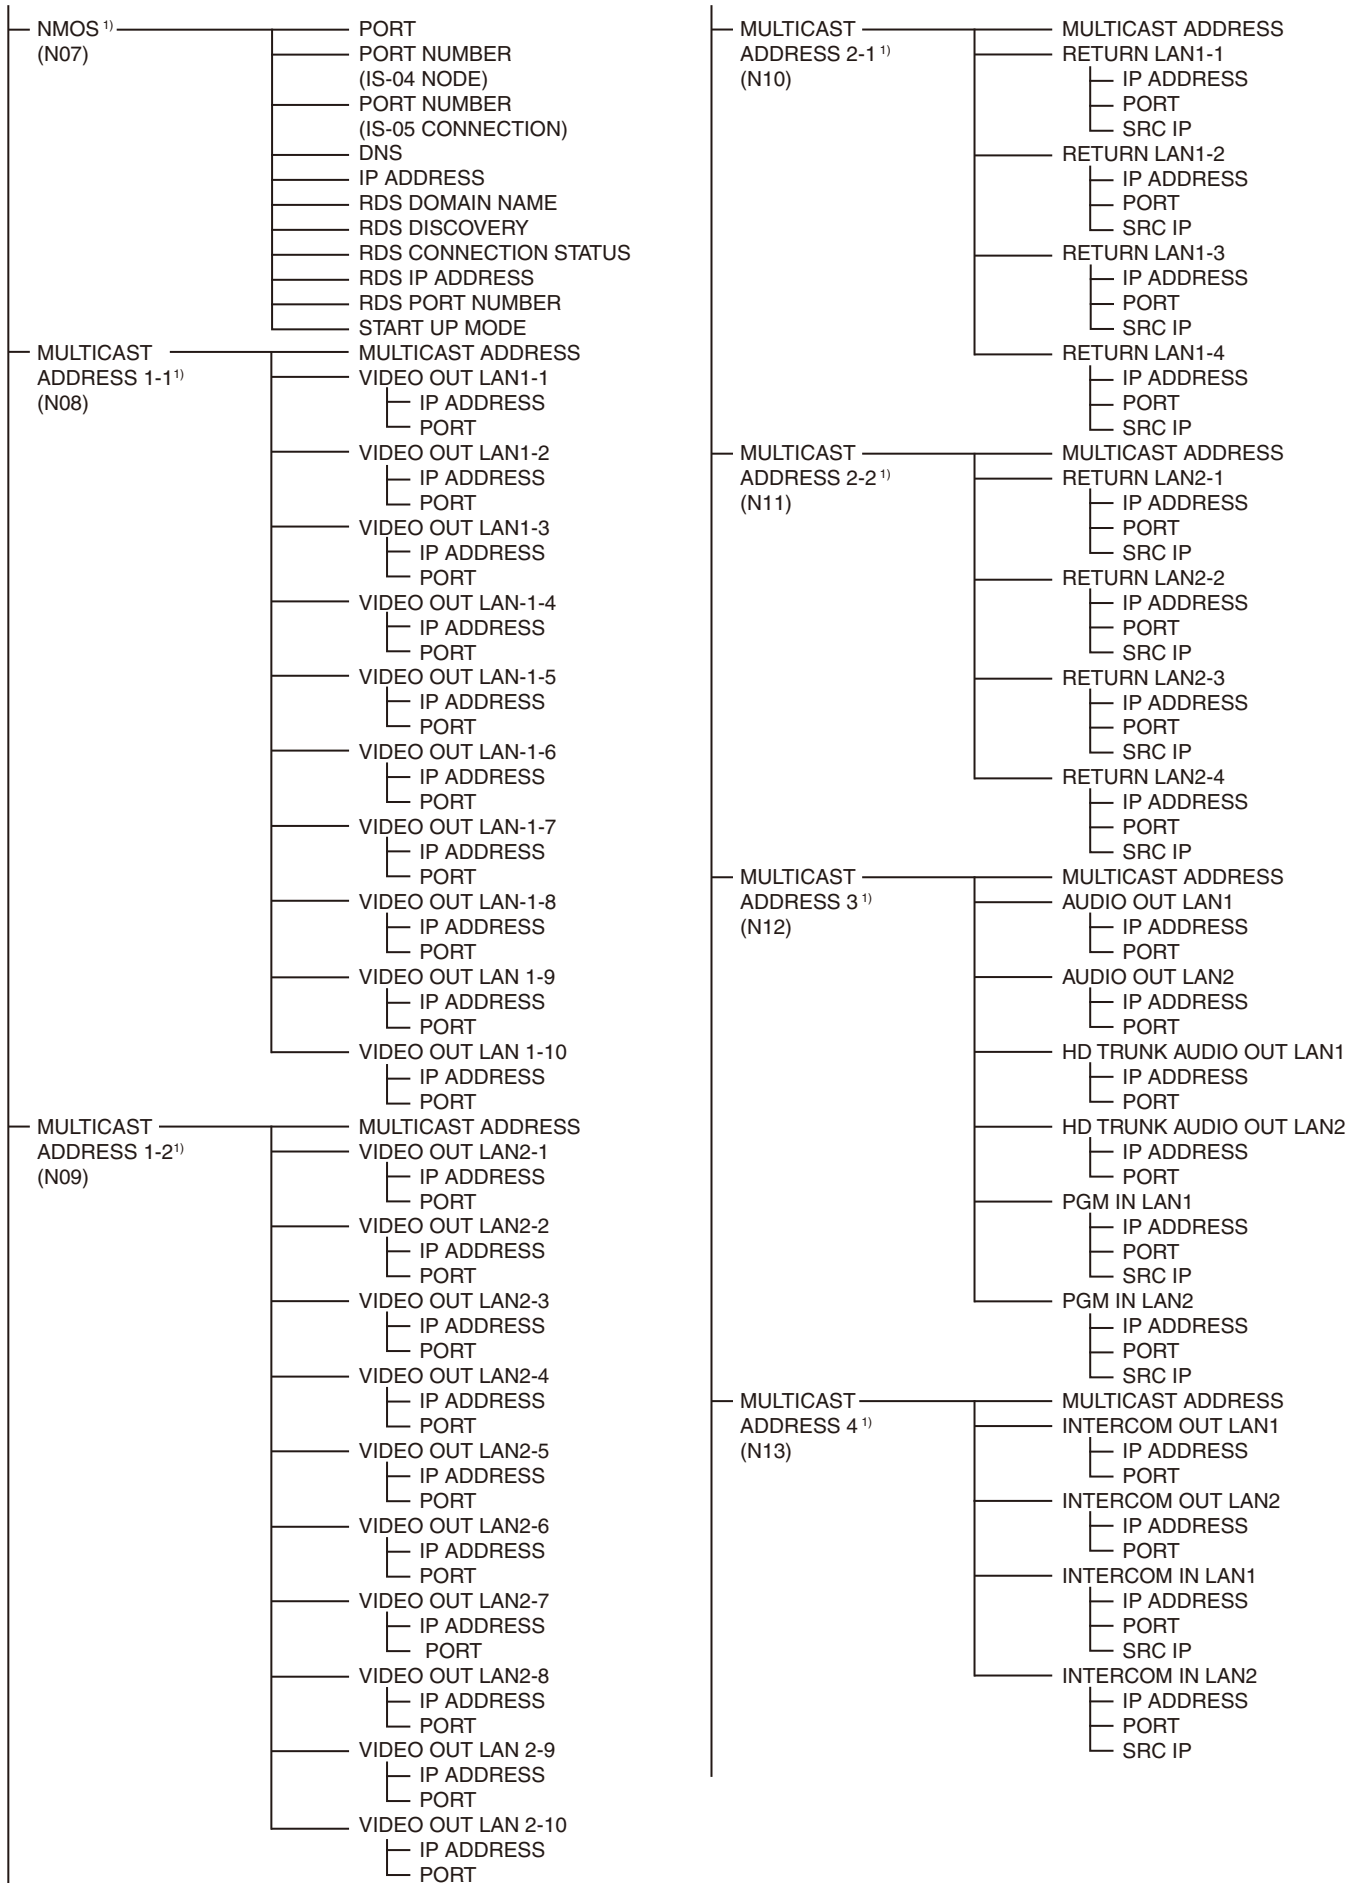 NMOS 1)
(N07)
PORT
PORT NUMBER
(IS-04 NODE)
PORT NUMBER
(IS-05 CONNECTION)
DNS
IP ADDRESS
RDS DOMAIN NAME
RDS DISCOVERY
RDS CONNECTION STATUS
RDS IP ADDRESS
RDS PORT NUMBER
START UP MODE
MULTICAST
ADDRESS 1-1 1)
(N08)
MULTICAST ADDRESS
VIDEO OUT LAN1-1
IP ADDRESS
PORT
VIDEO OUT LAN1-2
IP ADDRESS
PORT
VIDEO OUT LAN1-3
IP ADDRESS
PORT
VIDEO OUT LAN-1-4
IP ADDRESS
PORT
VIDEO OUT LAN-1-5
IP ADDRESS
PORT
VIDEO OUT LAN-1-6
IP ADDRESS
PORT
VIDEO OUT LAN-1-7
IP ADDRESS
PORT
VIDEO OUT LAN-1-8
IP ADDRESS
PORT
VIDEO OUT LAN 1-9
IP ADDRESS
PORT
VIDEO OUT LAN 1-10
IP ADDRESS
PORT
MULTICAST
ADDRESS 1-2 1)
(N09)
MULTICAST ADDRESS
VIDEO OUT LAN2-1
IP ADDRESS
PORT
VIDEO OUT LAN2-2
IP ADDRESS
PORT
VIDEO OUT LAN2-3
IP ADDRESS
PORT
VIDEO OUT LAN2-4
IP ADDRESS
PORT
VIDEO OUT LAN2-5
IP ADDRESS
PORT
VIDEO OUT LAN2-6
IP ADDRESS
PORT
VIDEO OUT LAN2-7
IP ADDRESS
PORT
VIDEO OUT LAN2-8
IP ADDRESS
PORT
VIDEO OUT LAN 2-9
IP ADDRESS
PORT
VIDEO OUT LAN 2-10
IP ADDRESS
PORT
MULTICAST
ADDRESS 2-1 1)
(N10)
MULTICAST ADDRESS
RETURN LAN1-1
IP ADDRESS
PORT
SRC IP
RETURN LAN1-2
IP ADDRESS
PORT
SRC IP
RETURN LAN1-3
IP ADDRESS
PORT
SRC IP
RETURN LAN1-4
IP ADDRESS
PORT
SRC IP
MULTICAST
ADDRESS 2-2 1)
(N11)
MULTICAST ADDRESS
RETURN LAN2-1
IP ADDRESS
PORT
SRC IP
RETURN LAN2-2
IP ADDRESS
PORT
SRC IP
RETURN LAN2-3
IP ADDRESS
PORT
SRC IP
RETURN LAN2-4
IP ADDRESS
PORT
SRC IP
MULTICAST
ADDRESS 3 1)
(N12)
MULTICAST ADDRESS
AUDIO OUT LAN1
IP ADDRESS
PORT
AUDIO OUT LAN2
IP ADDRESS
PORT
HD TRUNK AUDIO OUT LAN1
IP ADDRESS
PORT
HD TRUNK AUDIO OUT LAN2
IP ADDRESS
PORT
PGM IN LAN1
IP ADDRESS
PORT
SRC IP
PGM IN LAN2
IP ADDRESS
PORT
SRC IP
MULTICAST
ADDRESS 4 1)
(N13)
MULTICAST ADDRESS
INTERCOM OUT LAN1
IP ADDRESS
PORT
INTERCOM OUT LAN2
IP ADDRESS
PORT
INTERCOM IN LAN1
IP ADDRESS
PORT
SRC IP
INTERCOM IN LAN2
IP ADDRESS
PORT
SRC IP